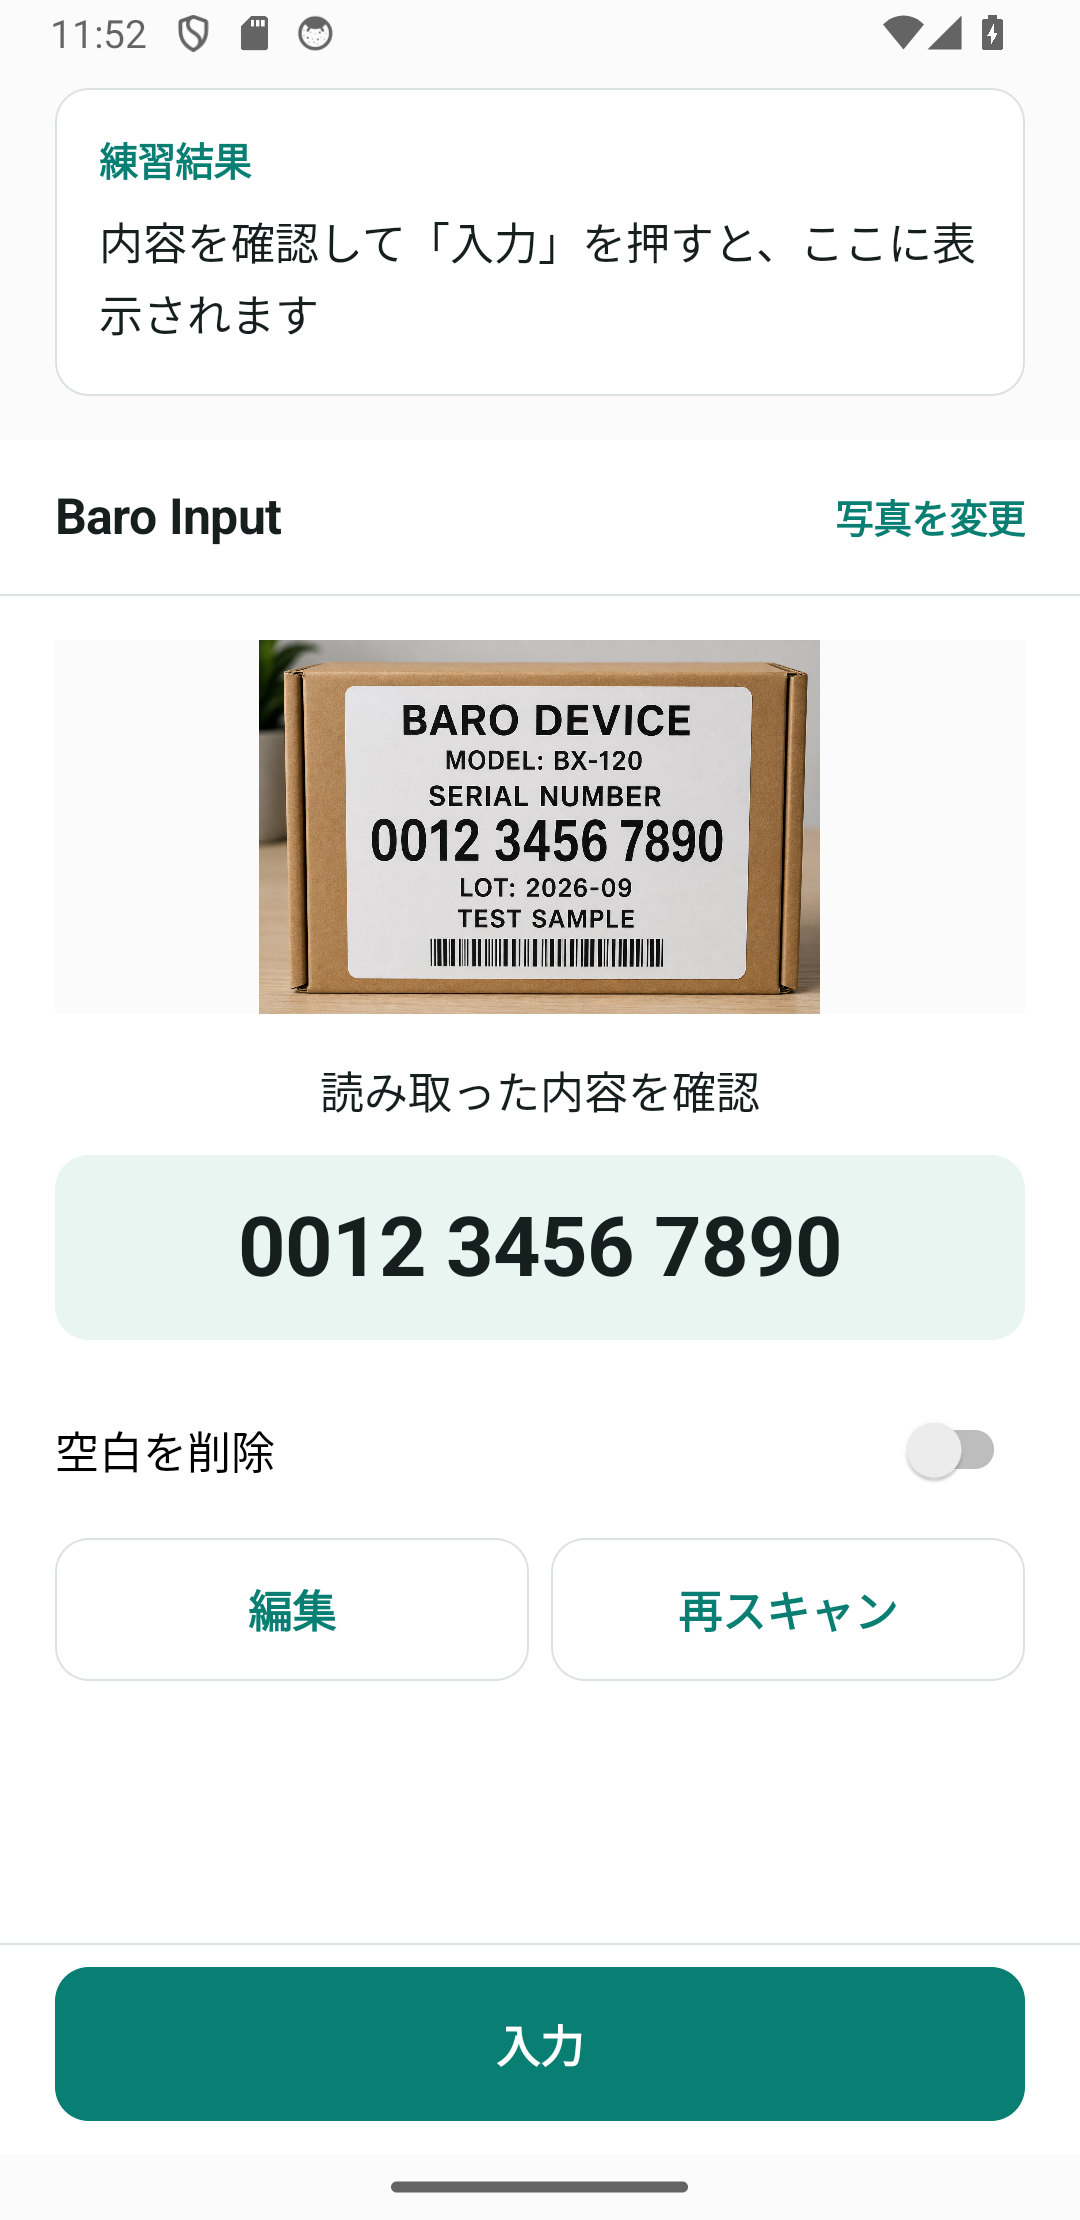 11:52
練習結果
内容を確認して「入力」を押すと、ここに表
示されます
Baro Input
写真を変更
BARO DEVICE
MODEL: BX-120
SERIAL NUMBER
0012 3456 7890
LOT: 2026-09
TEST SAMPLE
読み取った内容を確認
0012 3456 7890
空白を削除
編集
再スキャン
入力